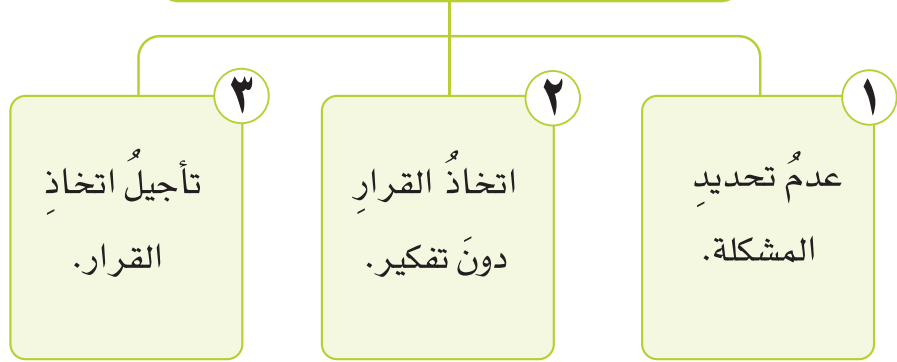 ١
عدمُ تحديدِ
المشكلة.
٢
اتخاذُ القرارِ
دونَ تفكير.
٣
تأجيلُ اتخاذِ
القرار.